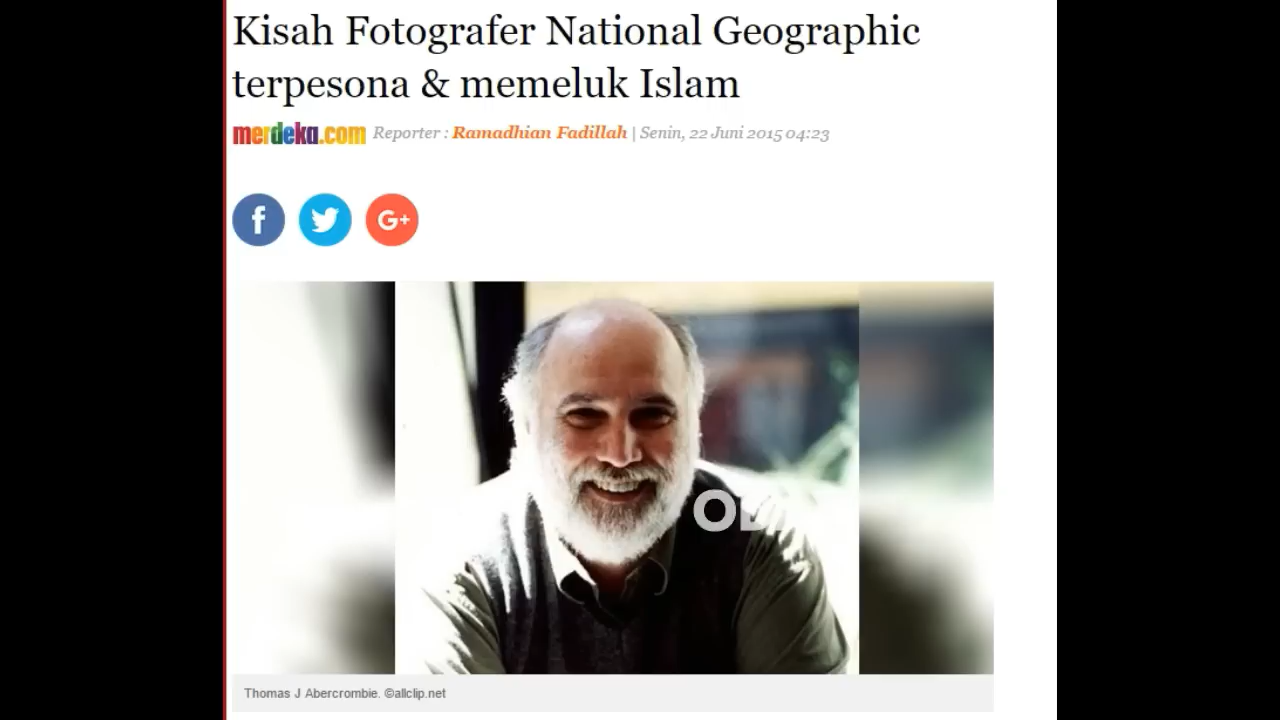 Kisah Fotografer National Geographic
terpesona & memeluk Islam
merdeka.com Reporter : Ramadhian Fadillah | Senin, 22 Juni 2015 04:23
f G+
Thomas J Abercrombie. ©allclip.net